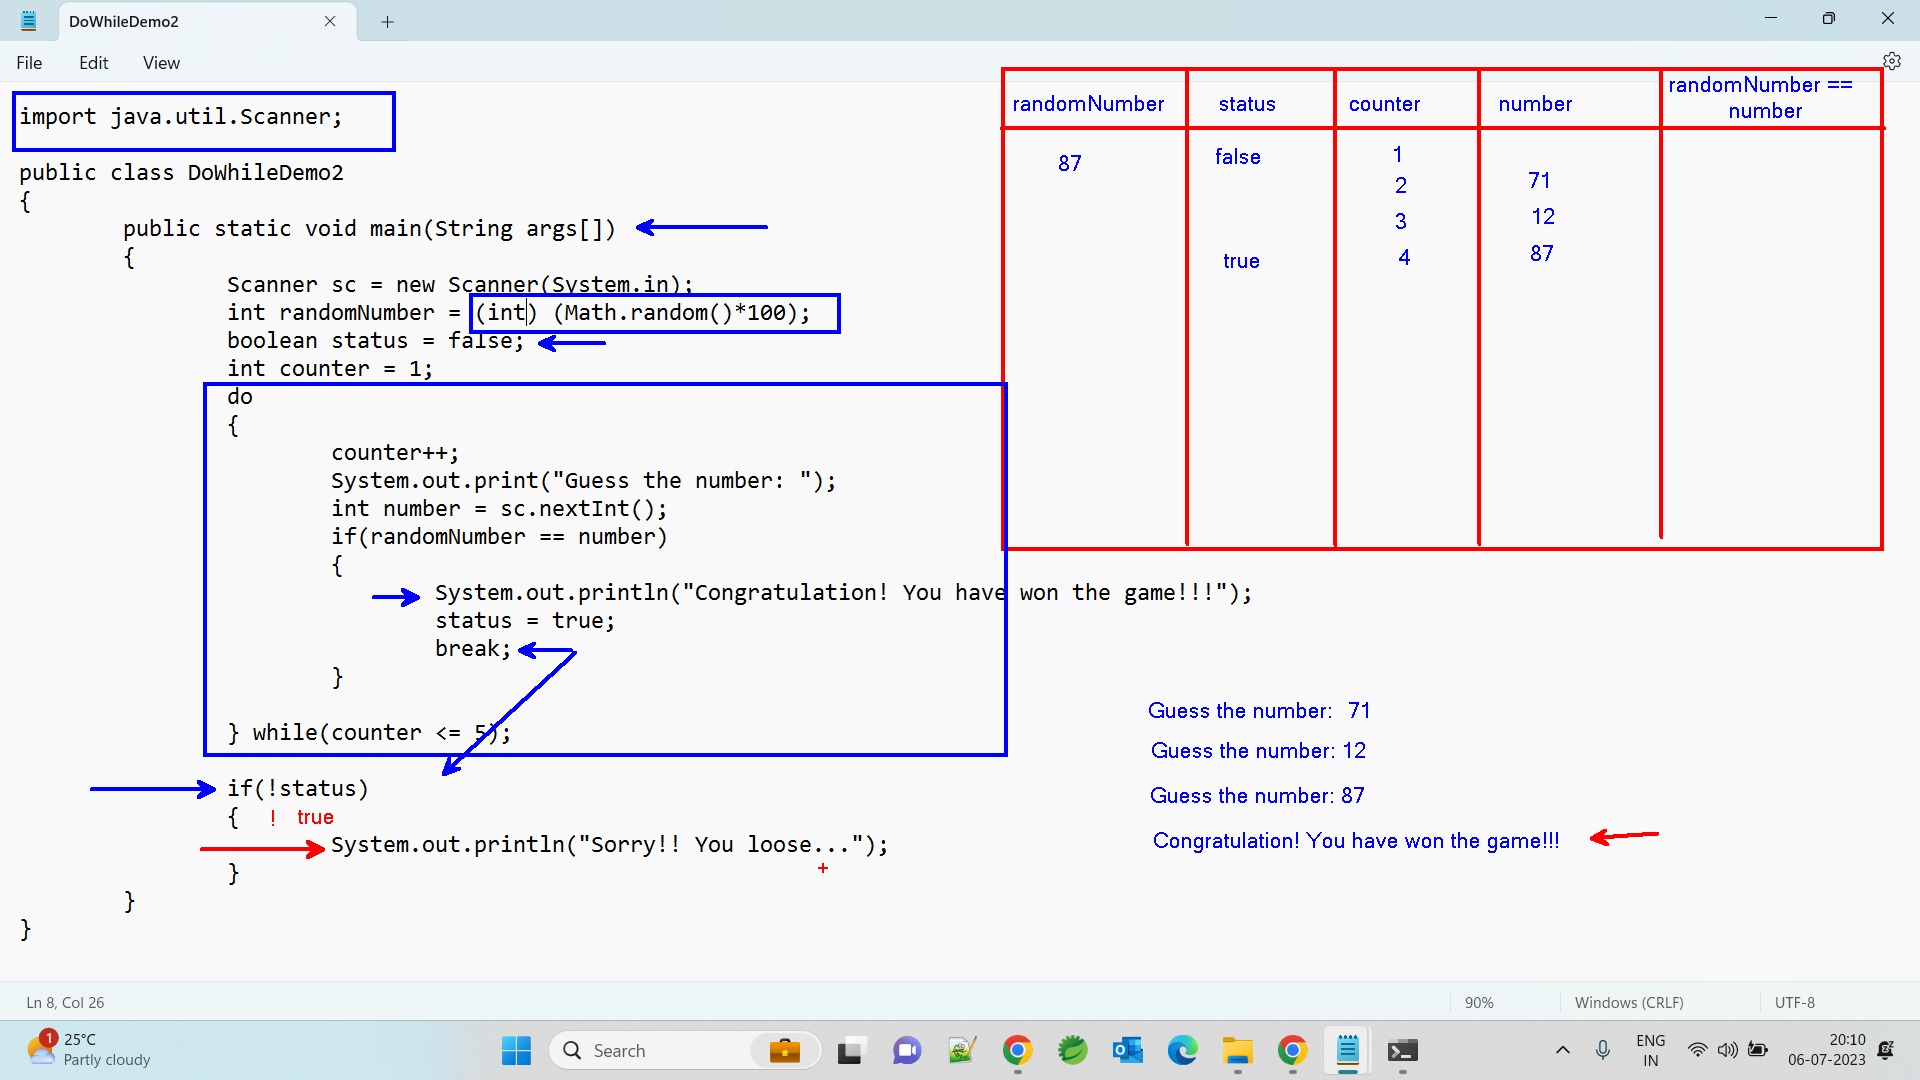 DoWhileDemo2
File Edit View
import java.util.Scanner;
public class DoWhileDemo2
{
public static void main(String args[])
{
Scanner sc = new Scanner(System.in);
int randomNumber = (int) (Math.random()*100);
boolean status = false;
int counter = 1;
do
{
counter++;
System.out.print("Guess the number: ");
int number = sc.nextInt();
if(randomNumber == number)
{
System.out.println("Congratulation! You have won the game!!!");
status = true;
break;
}
} while(counter <= 5);
if(!status)
{ ! true
System.out.println("Sorry!! You loose...");
}
}
}
randomNumber status counter number randomNumber == number
87 false 1
2 71
3 12
true 4 87
Guess the number: 71
Guess the number: 12
Guess the number: 87
Congratulation! You have won the game!!!
Ln 8, Col 26 90% Windows (CRLF) UTF-8
1 25°C
Partly cloudy
Search
ENG
IN
20:10
06-07-2023